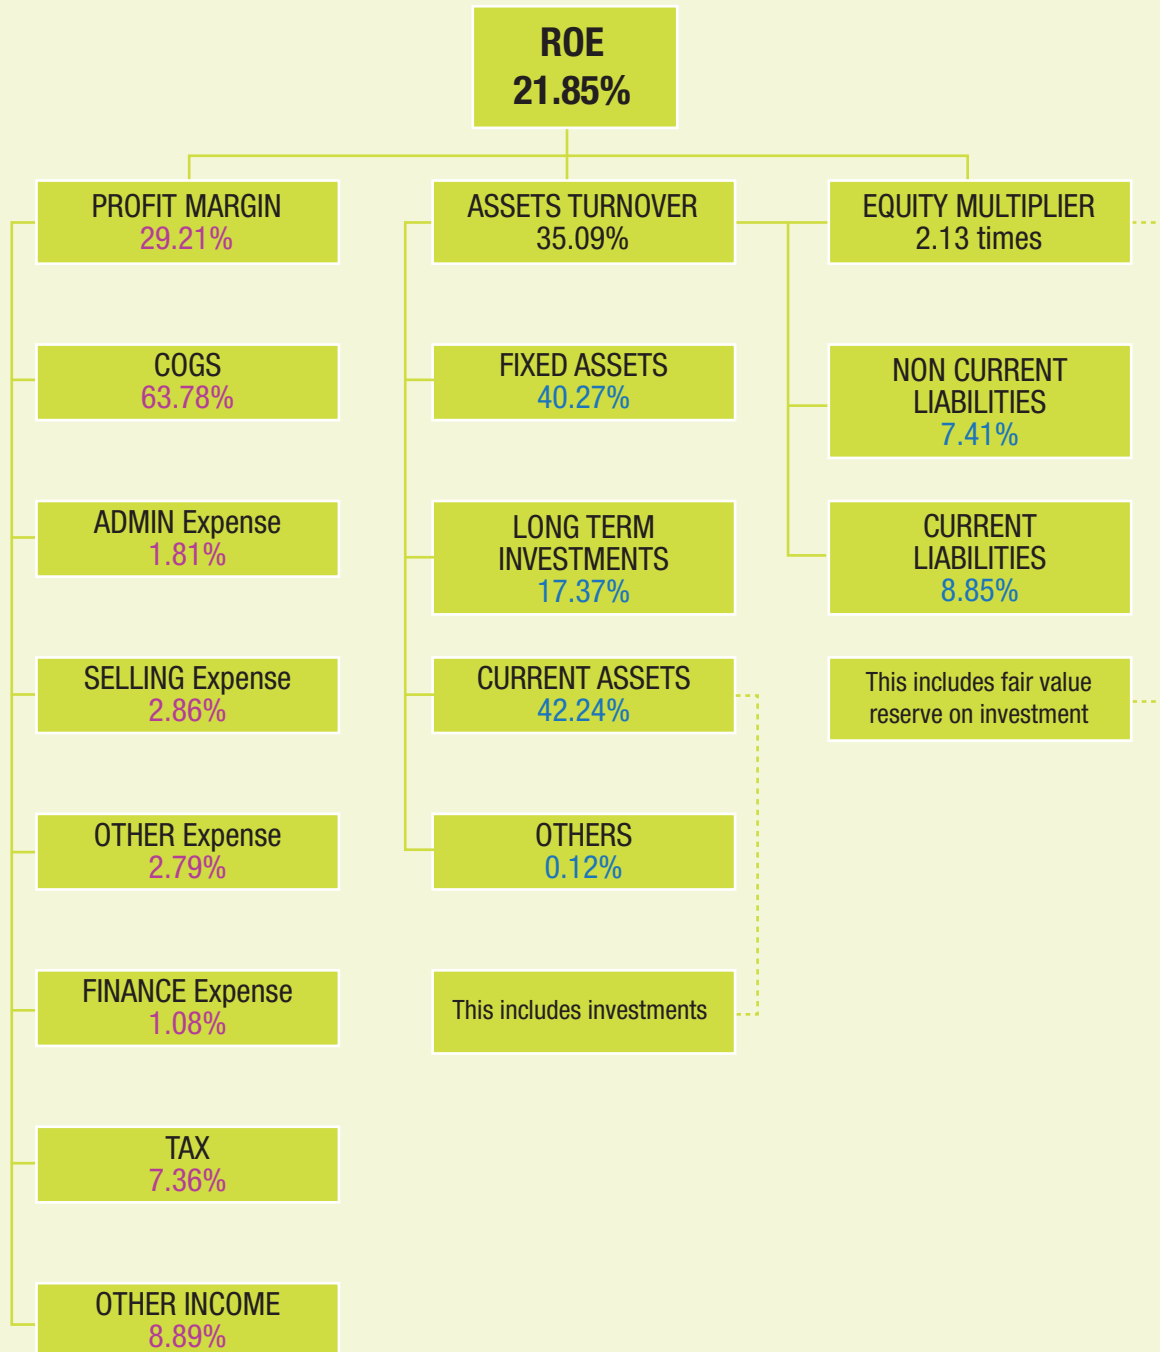 ROE
21.85%
PROFIT MARGIN
29.21%
COGS
63.78%
ADMIN Expense
1.81%
SELLING Expense
2.86%
OTHER Expense
2.79%
FINANCE Expense
1.08%
TAX
7.36%
OTHER INCOME
8.89%
ASSETS TURNOVER
35.09%
FIXED ASSETS
40.27%
LONG TERM
INVESTMENTS
17.37%
CURRENT ASSETS
42.24%
OTHERS
0.12%
This includes investments
EQUITY MULTIPLIER
2.13 times
NON CURRENT
LIABILITIES
7.41%
CURRENT
LIABILITIES
8.85%
This includes fair value
reserve on investment